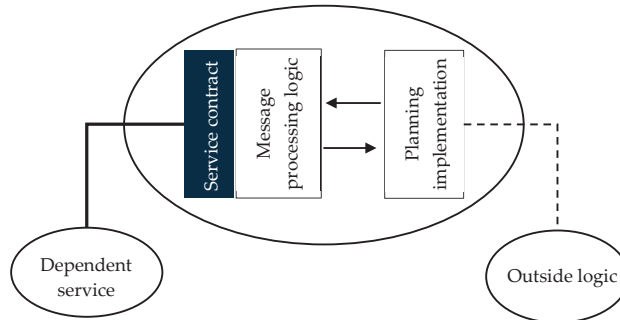 Service contract
Message
processing logic
Planning
implementation
Dependent
service
Outside logic